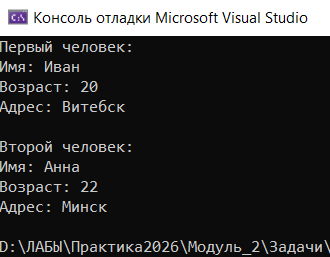 Консоль отладки Microsoft Visual Studio
Первый человек:
Имя: Иван
Возраст: 20
Адрес: Витебск
Второй человек:
Имя: Анна
Возраст: 22
Адрес: Минск
D:\ЛАБЫ\Практика2026\Модуль_2\Задачи\